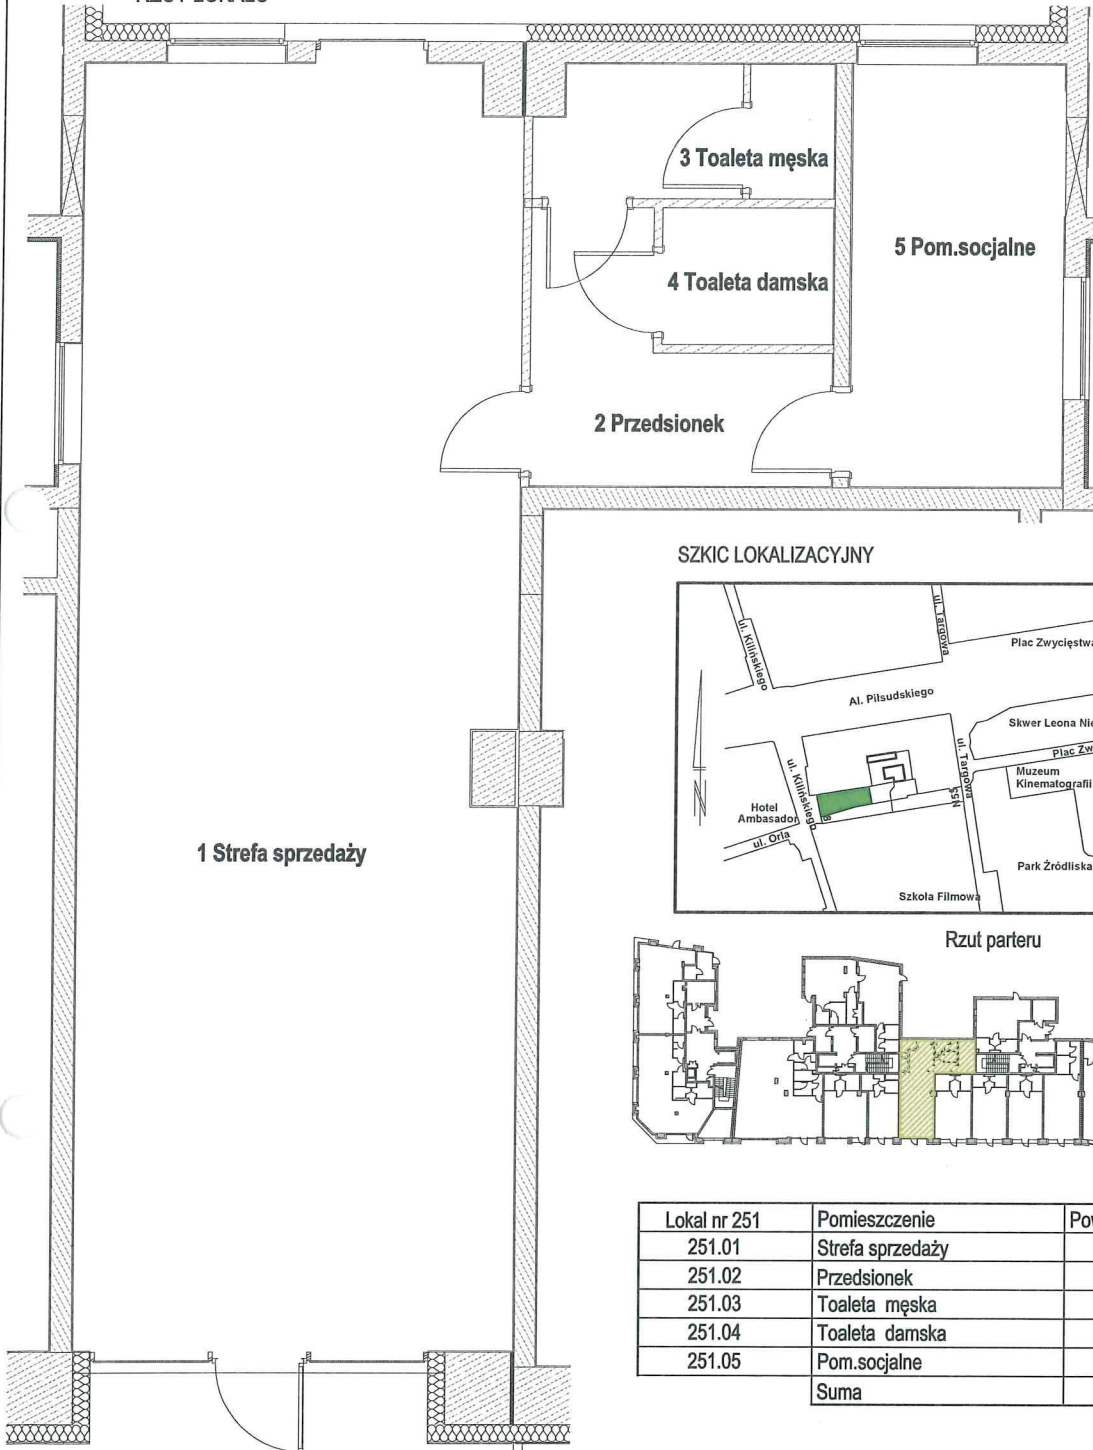 3 Toaleta męska
5 Pom.socjalne
4 Toaleta damska
2 Przedsionek
1 Strefa sprzedaży
SZKIC LOKALIZACYJNY
ul. Kilińskiego
ul. Targowa
Plac Zwycięstwa
Al. Piłsudskiego
Skwer Leona Nie
Plac Zw
ul. Kilińskiego
ul. Targowa
Muzeum
Kinematografii
Hotel
Ambasador
N
ul. Orla
Park Źródliska
Szkoła Filmowa
Rzut parteru
Lokal nr 251 Pomieszczenie
251.01 Strefa sprzedaży
251.02 Przedsionek
251.03 Toaleta męska
251.04 Toaleta damska
251.05 Pom.socjalne
Suma